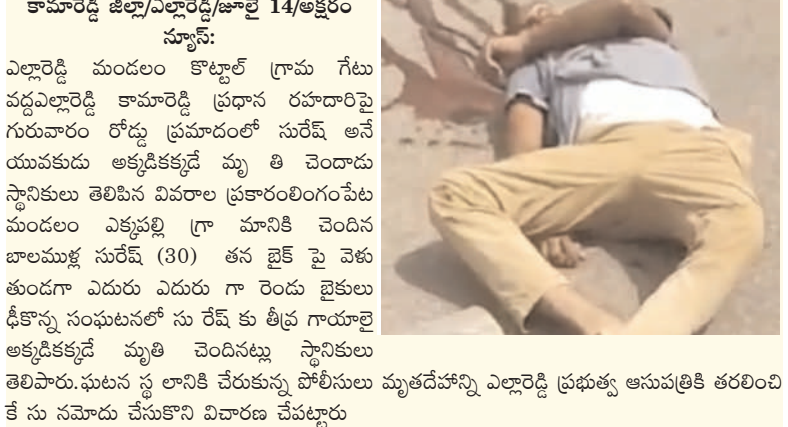 కామారెడ్డి జిల్లా/ఎల్లారెడ్డి/జూలై 14/అక్షరం
న్యూస్:
ఎల్లారెడ్డి మండలం కొట్టాల్ గ్రామ గేటు
వద్దఎల్లారెడ్డి కామారెడ్డి ప్రధాన రహదారిపై
గురువారం రోడ్డు ప్రమాదంలో సురేష్ అనే
యువకుడు అక్కడికక్కడే మృ తి చెందాడు
స్థానికులు తెలిపిన వివరాల ప్రకారంలింగంపేట
మండలం ఎక్కపల్లి గ్రా మానికి చెందిన
బాలముళ్ల సురేష్ (30) తన బైక్ పై వెళు
తుండగా ఎదురు ఎదురు గా రెండు బైకులు
ఢీకొన్న సంఘటనలో సు రేష్ కు తీవ్ర గాయాలై
అక్కడికక్కడే మృతి చెందినట్లు స్థానికులు
తెలిపారు.ఘటన స్థ లానికి చేరుకున్న పోలీసులు మృతదేహాన్ని ఎల్లారెడ్డి ప్రభుత్వ ఆసుపత్రికి తరలించి
కే సు నమోదు చేసుకొని విచారణ చేపట్టారు